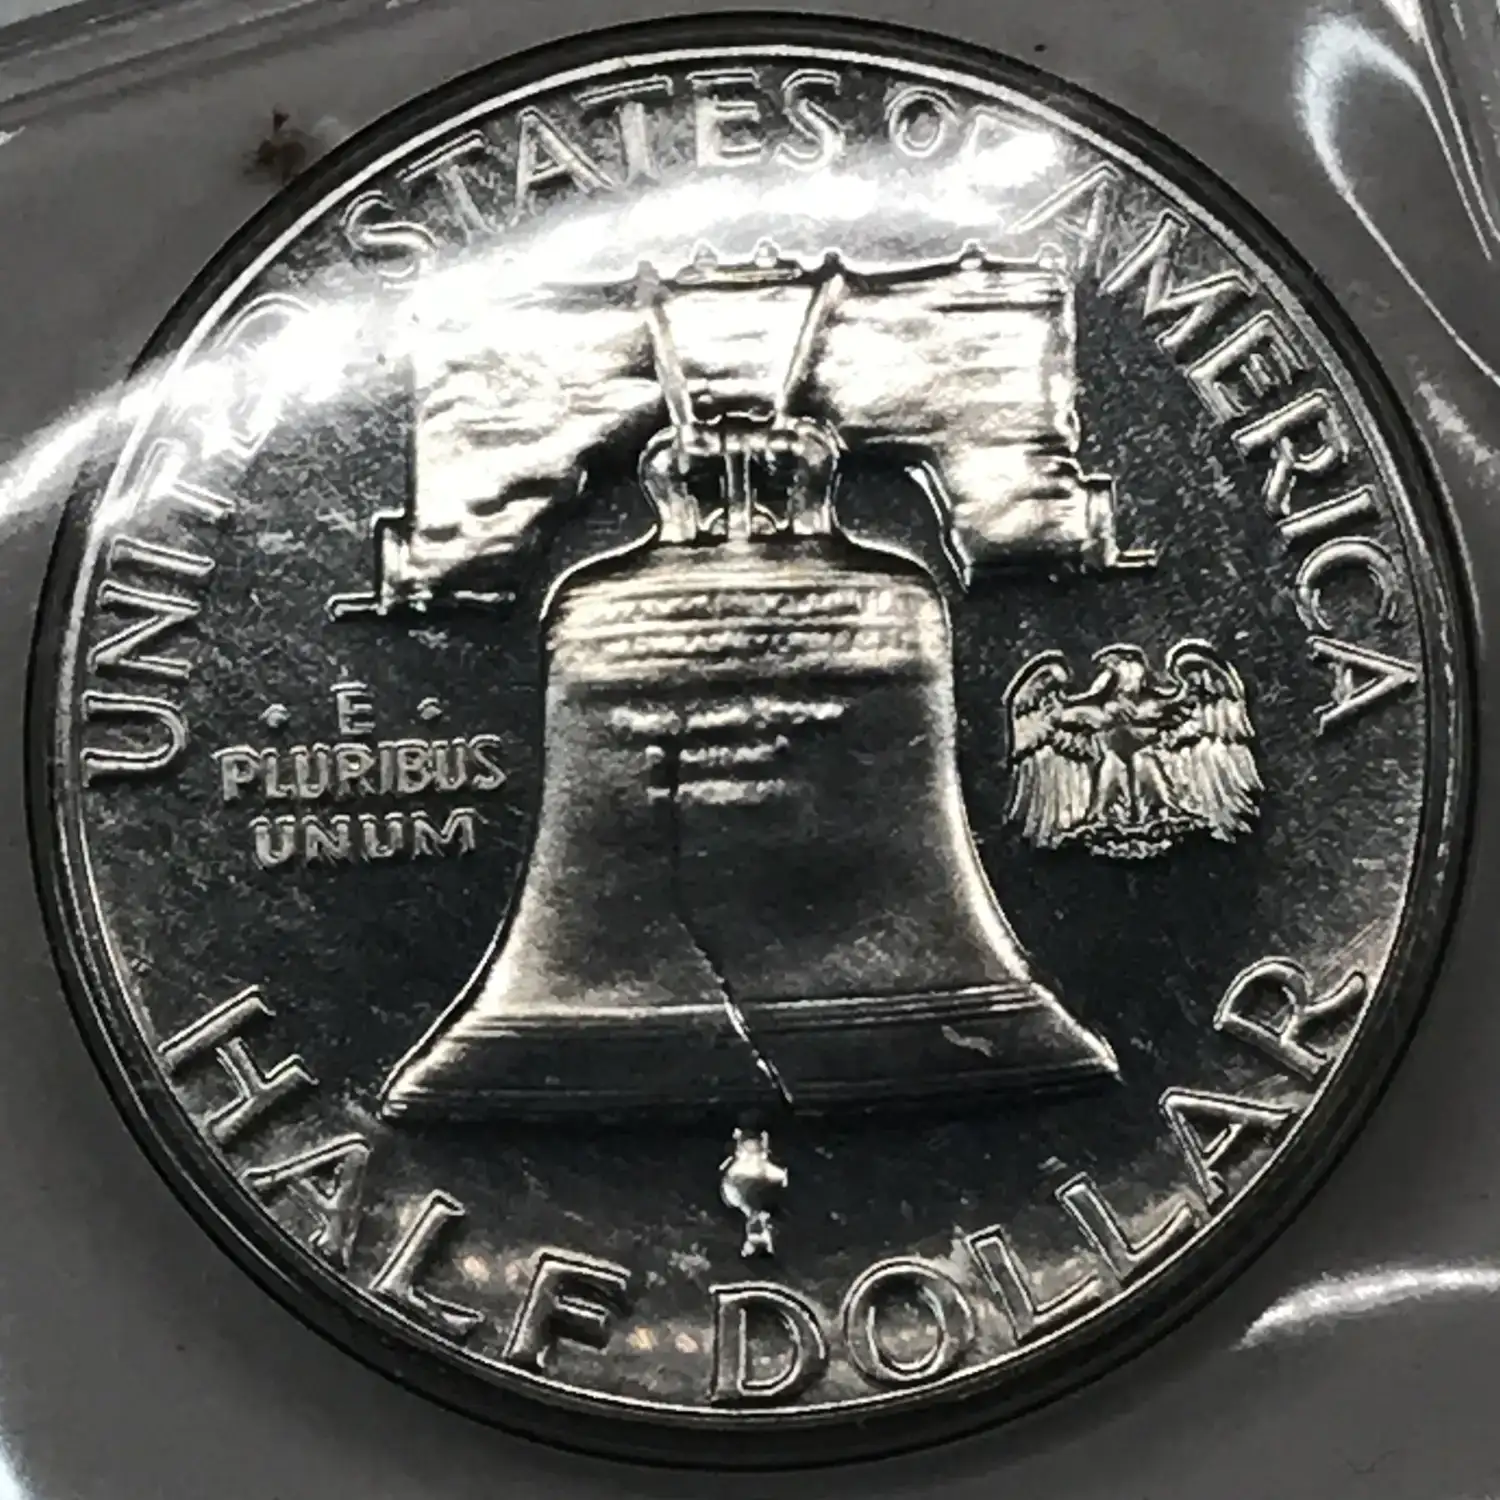 UNITED STATES OF AMERICA
· E ·
PLURIBUS
UNUM
HALF DOLLAR